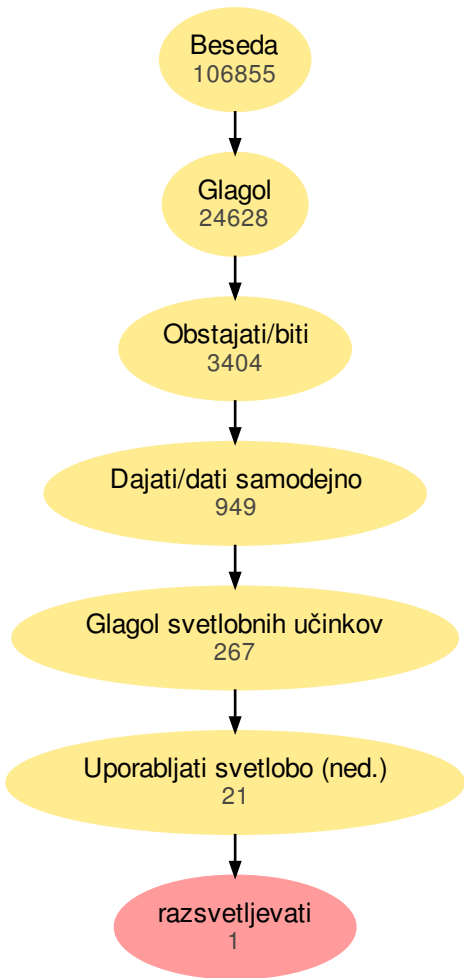 Beseda
106855
Glagol
24628
Obstajati/biti
3404
Dajati/dati samodejno
949
Glagol svetlobnih učinkov
267
Uporabljati svetlobo (ned.)
21
razsvetljevati
1